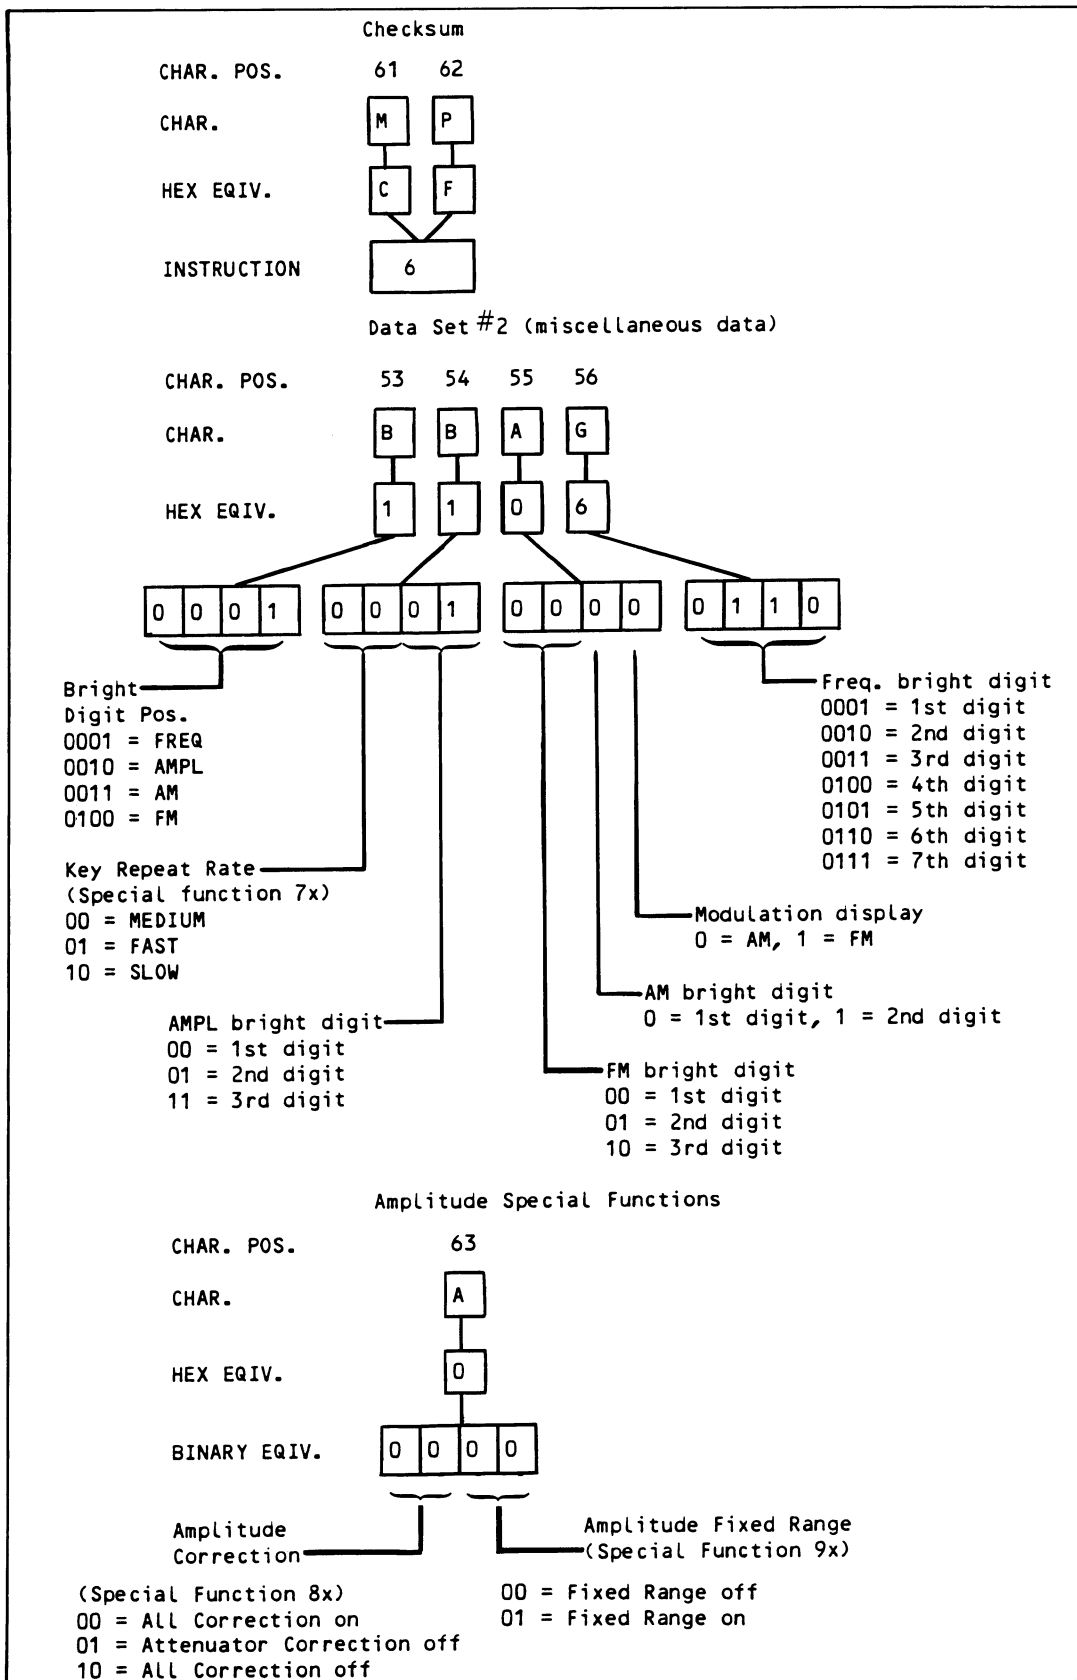 Checksum
CHAR. POS. 61 62
CHAR. M P
HEX EQIV. C F
INSTRUCTION 6
Data Set #2 (miscellaneous data)
CHAR. POS. 53 54 55 56
CHAR. B B A G
HEX EQIV. 1 1 0 6
0 0 0 1 0 0 0 1 0 0 0 0 0 1 1 0
Bright
Digit Pos.
0001 = FREQ
0010 = AMPL
0011 = AM
0100 = FM
Freq. bright digit
0001 = 1st digit
0010 = 2nd digit
0011 = 3rd digit
0100 = 4th digit
0101 = 5th digit
0110 = 6th digit
0111 = 7th digit
Key Repeat Rate
(Special function 7x)
00 = MEDIUM
01 = FAST
10 = SLOW
Modulation display
0 = AM, 1 = FM
AM bright digit
0 = 1st digit, 1 = 2nd digit
AMPL bright digit
00 = 1st digit
01 = 2nd digit
11 = 3rd digit
FM bright digit
00 = 1st digit
01 = 2nd digit
10 = 3rd digit
Amplitude Special Functions
CHAR. POS. 63
CHAR. A
HEX EQIV. 0
BINARY EQIV. 0 0 0 0
Amplitude
Correction
(Special Function 8x)
00 = All Correction on
01 = Attenuator Correction off
10 = All Correction off
Amplitude Fixed Range
(Special Function 9x)
00 = Fixed Range off
01 = Fixed Range on